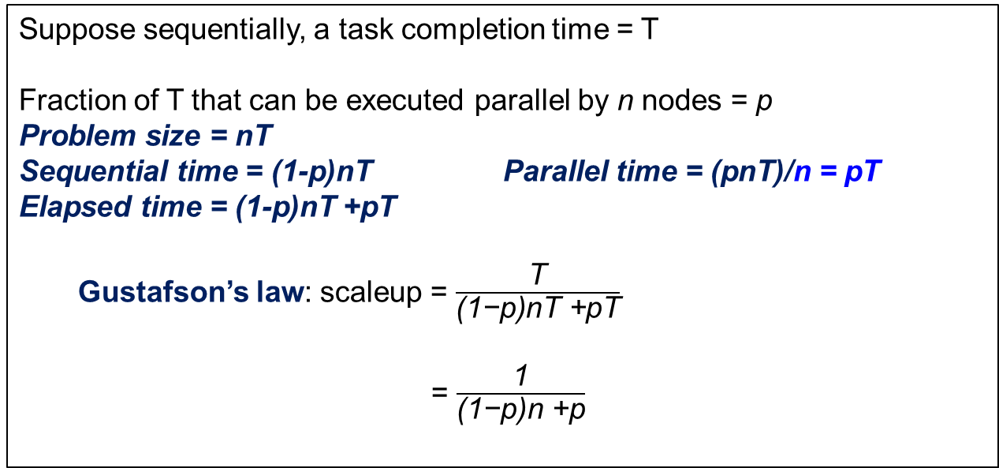 Suppose sequentially, a task completion time = T
Fraction of T that can be executed parallel by n nodes = p
Problem size = nT
Sequential time = (1-p)nT Parallel time = (pnT)/n = pT
Elapsed time = (1-p)nT +pT
Gustafson’s law: scaleup = T / (1−p)nT +pT
= 1 / (1−p)n +p